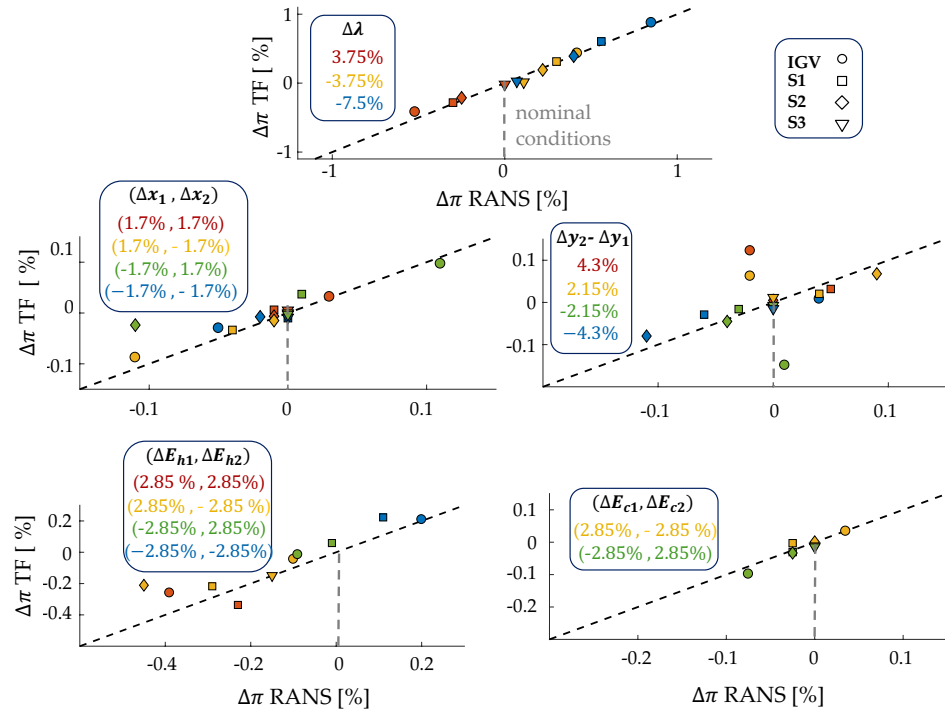 Δπ TF [ %]
1
0
-1
Δλ
3.75%
-3.75%
-7.5%
nominal
conditions
-1
0
1
Δπ RANS [%]
IGV
S1
S2
S3
Δπ TF [ %]
0.1
0
-0.1
(Δx₁ , Δx₂)
(1.7% , 1.7%)
(1.7% , - 1.7%)
(-1.7% , 1.7%)
(−1.7% , - 1.7%)
-0.1
0
0.1
0.1
0
-0.1
Δy₂- Δy₁
4.3%
2.15%
-2.15%
−4.3%
-0.1
0
0.1
Δπ TF [ %]
0.2
0
-0.2
-0.4
(ΔEₕ₁, ΔEₕ₂)
(2.85 % , 2.85%)
(2.85% , - 2.85 %)
(-2.85% , 2.85%)
(−2.85% , -2.85%)
-0.4
-0.2
0
0.2
Δπ RANS [%]
0.1
0
-0.1
-0.2
(ΔE_c1, ΔE_c2)
(2.85% , - 2.85 %)
(-2.85% , 2.85%)
-0.2
-0.1
0
0.1
Δπ RANS [%]